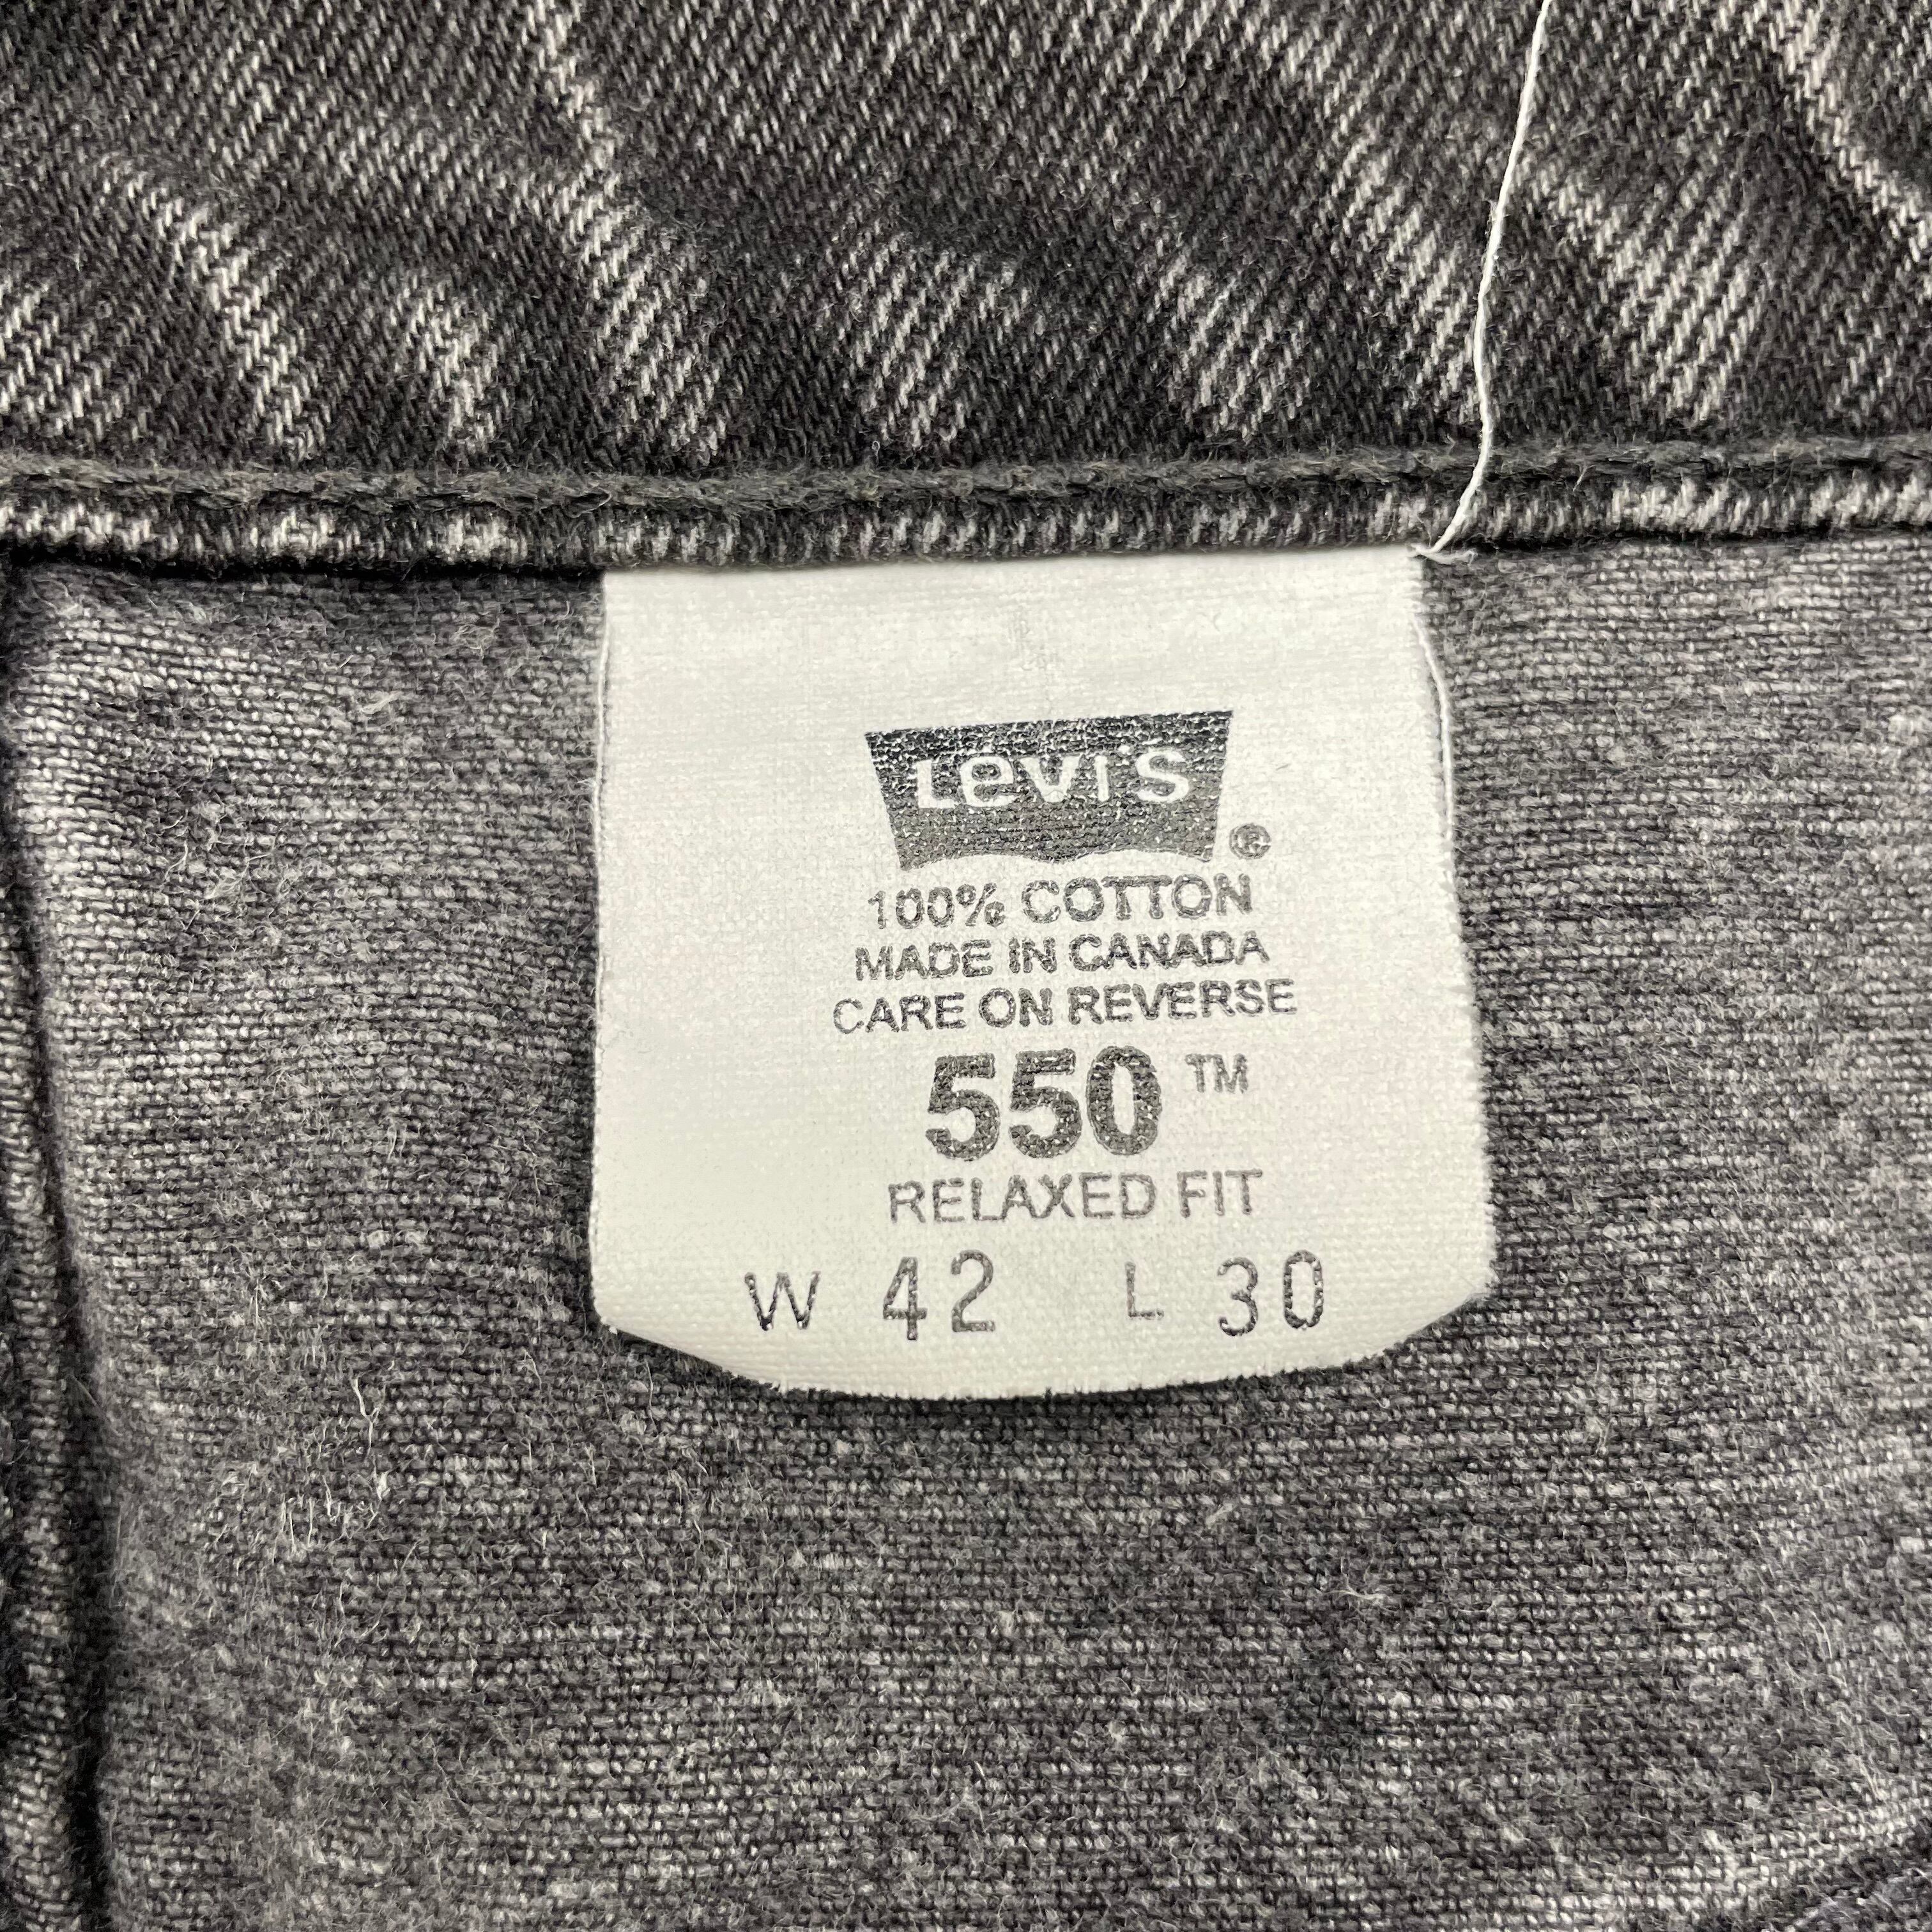 Levi's ®
100% COTTON
MADE IN CANADA
CARE ON REVERSE
550 ™
RELAXED FIT
W 42 L 30